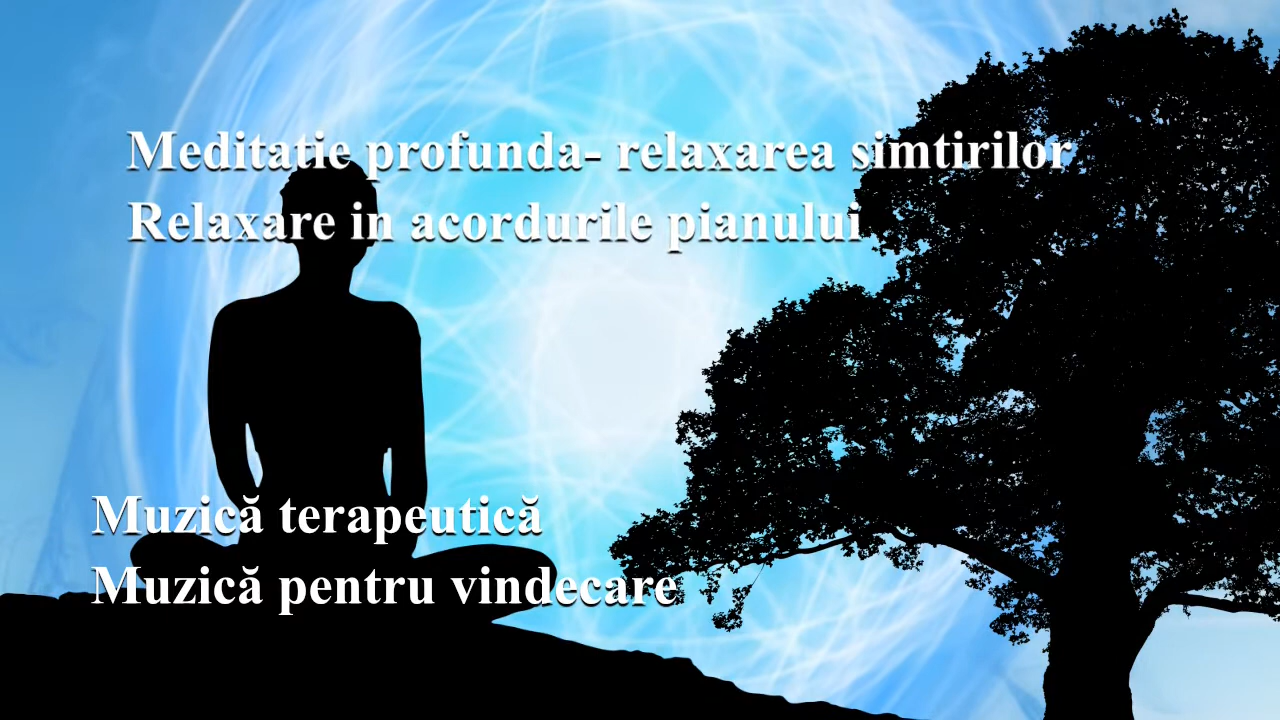 Meditatie profunda- relaxarea simtirilor
Relaxare in acordurile pianului
Muzică terapeutică
Muzică pentru vindecare